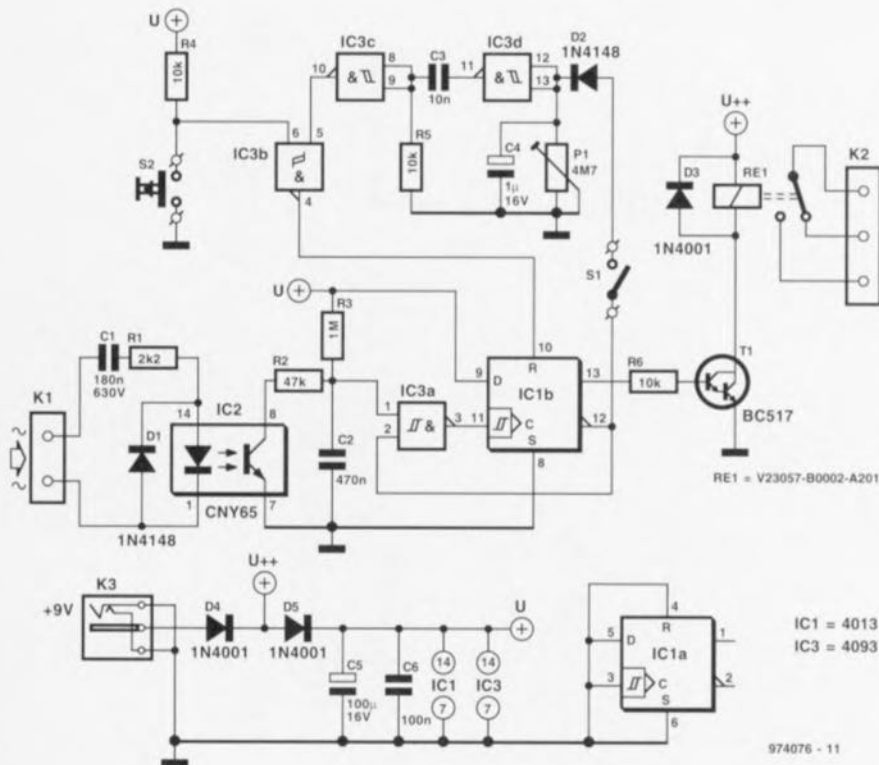 U
R4
10k
S2
IC3c
10
8
9
&
C3
10n
IC3d
11
12
13
&
D2
1N4148
R5
10k
C4
1µ
16V
P1
4M7
IC3b
6
5
&
4
U++
D3
RE1
1N4001
K2
S1
U
R3
1M
C1
180n
630V
R1
2k2
K1
~
~
IC2
14
8
1
7
D1
CNY65
1N4148
R2
47k
C2
470n
IC3a
1
2
&
3
11
10
R
9
D
IC1b
C
S
8
13
12
R6
10k
T1
BC517
RE1 = V23057-B0002-A201
K3
+9V
D4
1N4001
U++
D5
1N4001
U
C5
100µ
16V
C6
100n
14
IC1
7
14
IC3
7
4
R
5
D
IC1a
1
3
C
2
S
6
IC1 = 4013
IC3 = 4093
974076 - 11